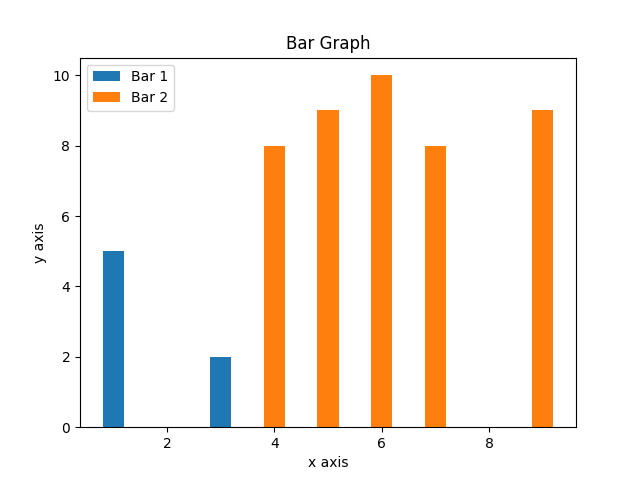 Bar Graph
Bar 1
Bar 2
10
8
6
4
2
0
y axis
2 4 6 8
x axis